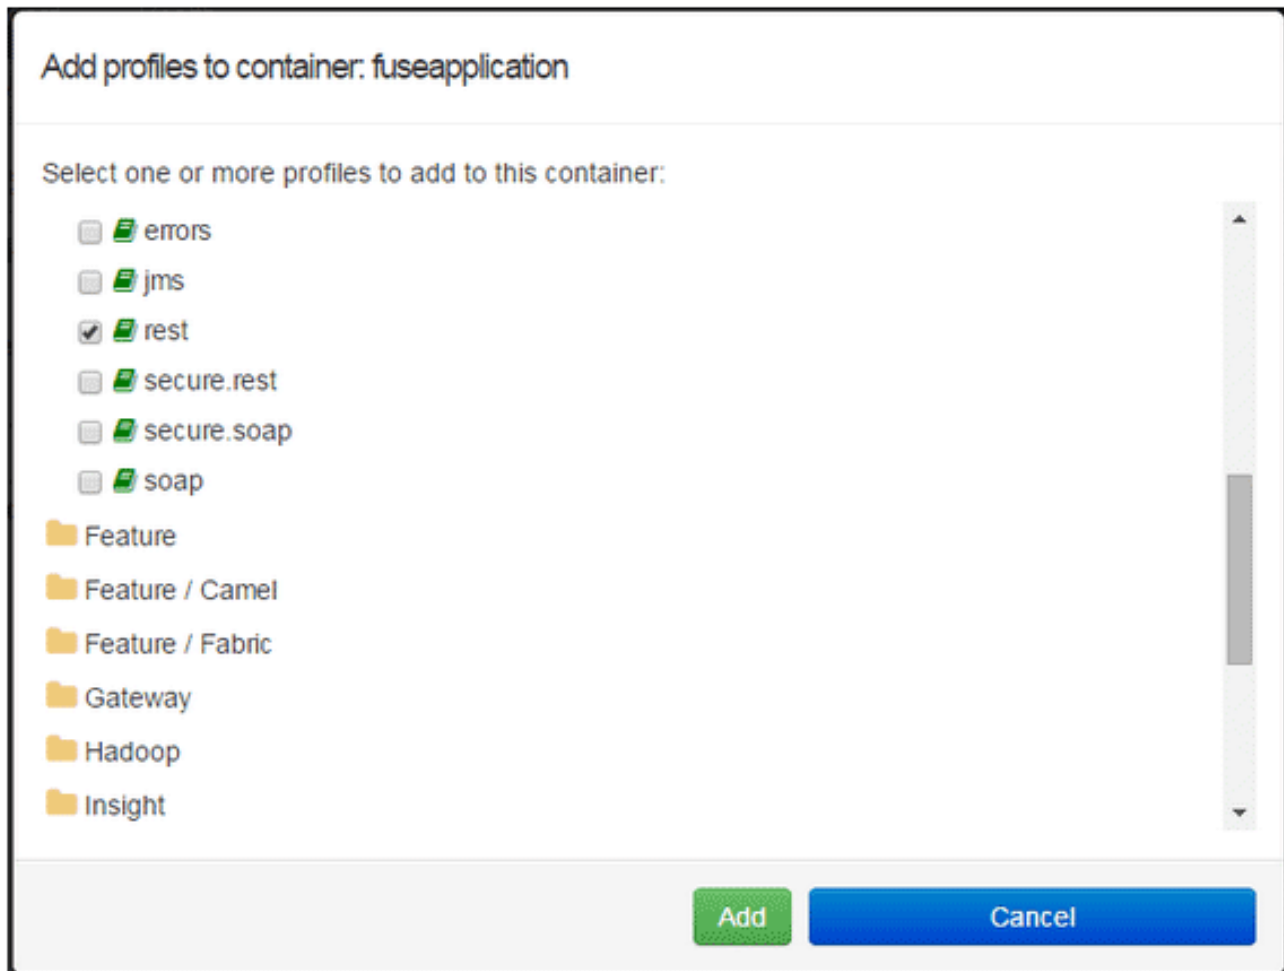 Add profiles to container: fuseapplication
Select one or more profiles to add to this container:
errors
jms
rest
secure.rest
secure.soap
soap
Feature
Feature / Camel
Feature / Fabric
Gateway
Hadoop
Insight
Add Cancel